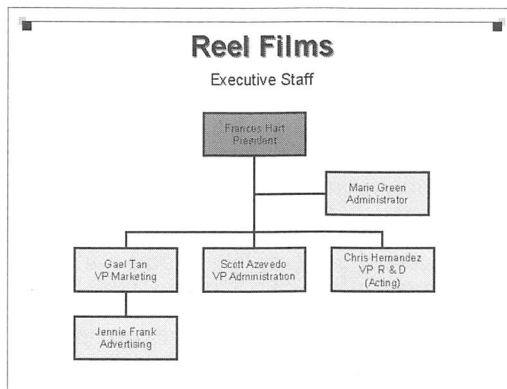 Reel Films
Executive Staff
Frances Hart
President
Marie Green
Administrator
Gael Tan
VP Marketing
Scott Azevedo
VP Administration
Chris Hernandez
VP R & D
(Acting)
Jennie Frank
Advertising